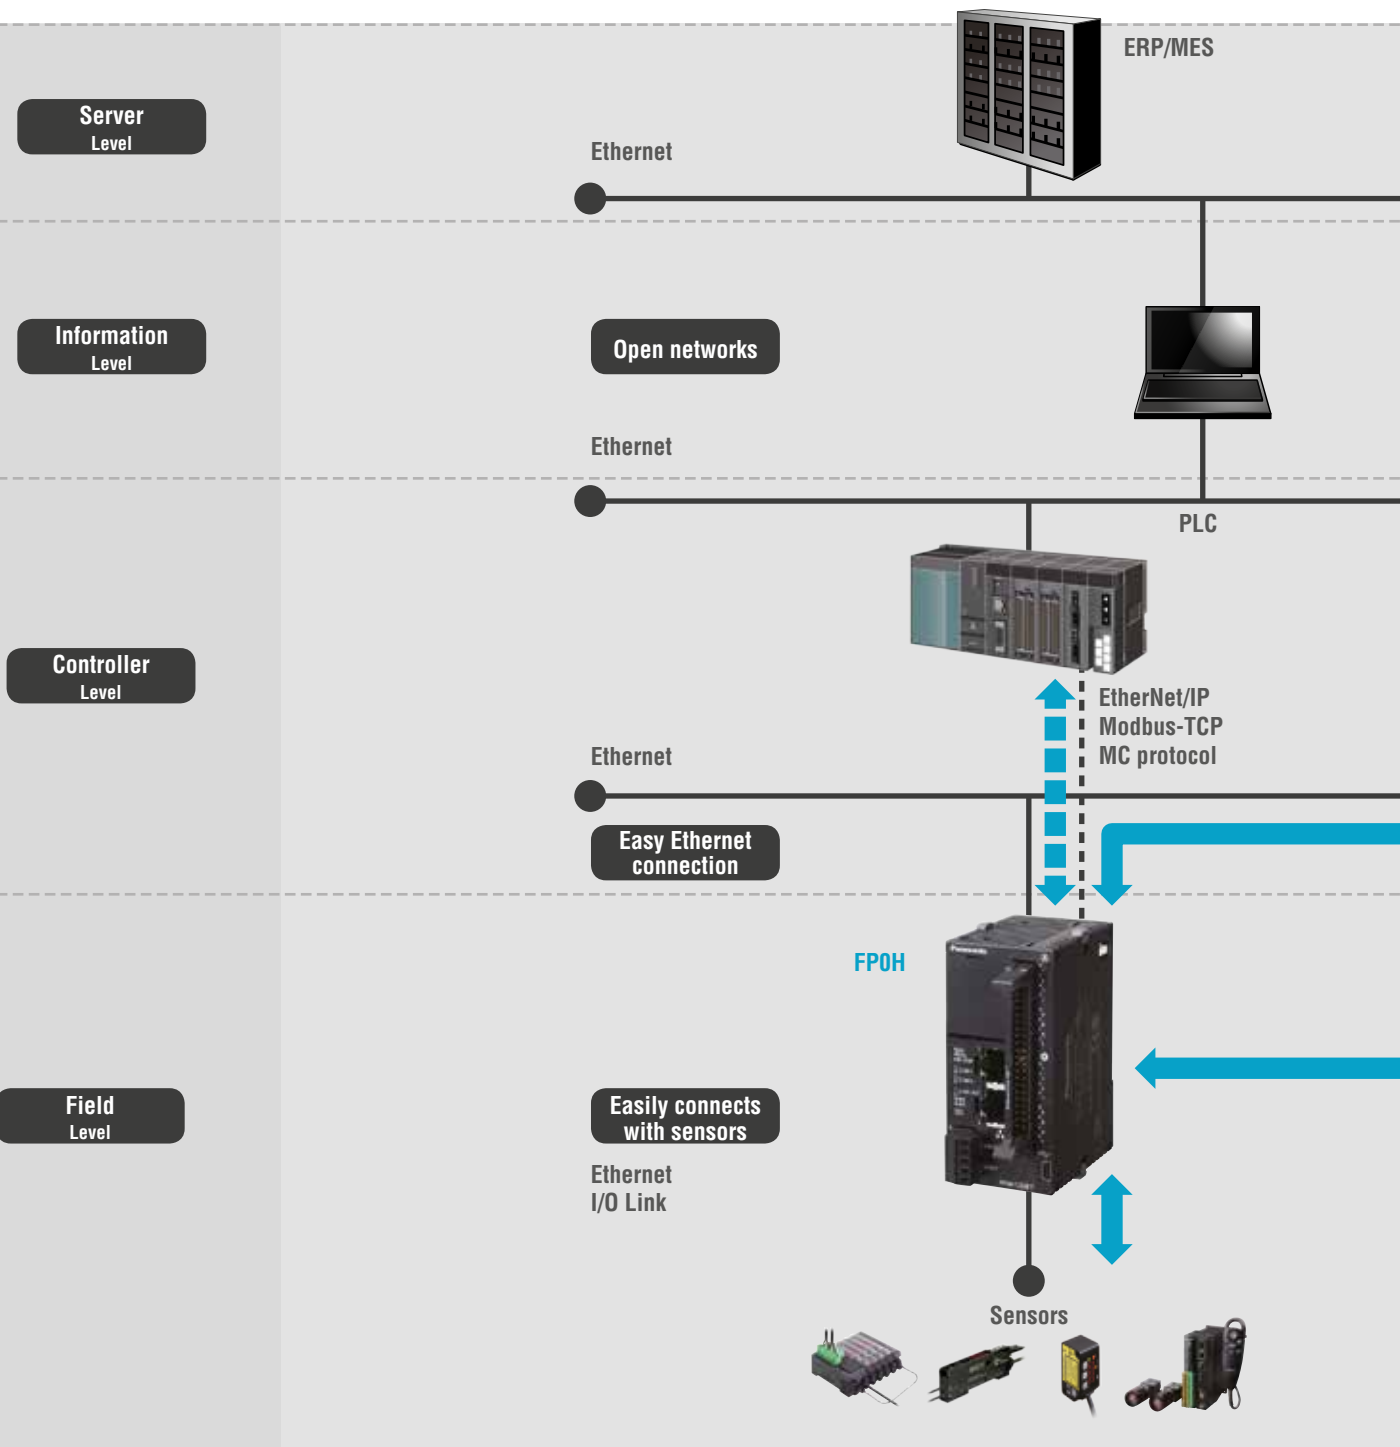 ERP/MES
Server
Level
Ethernet
Information
Level
Open networks
Ethernet
PLC
Controller
Level
EtherNet/IP
Modbus-TCP
MC protocol
Ethernet
Easy Ethernet
connection
FP0H
Panasonic
Field
Level
Easily connects
with sensors
Ethernet
I/O Link
Sensors